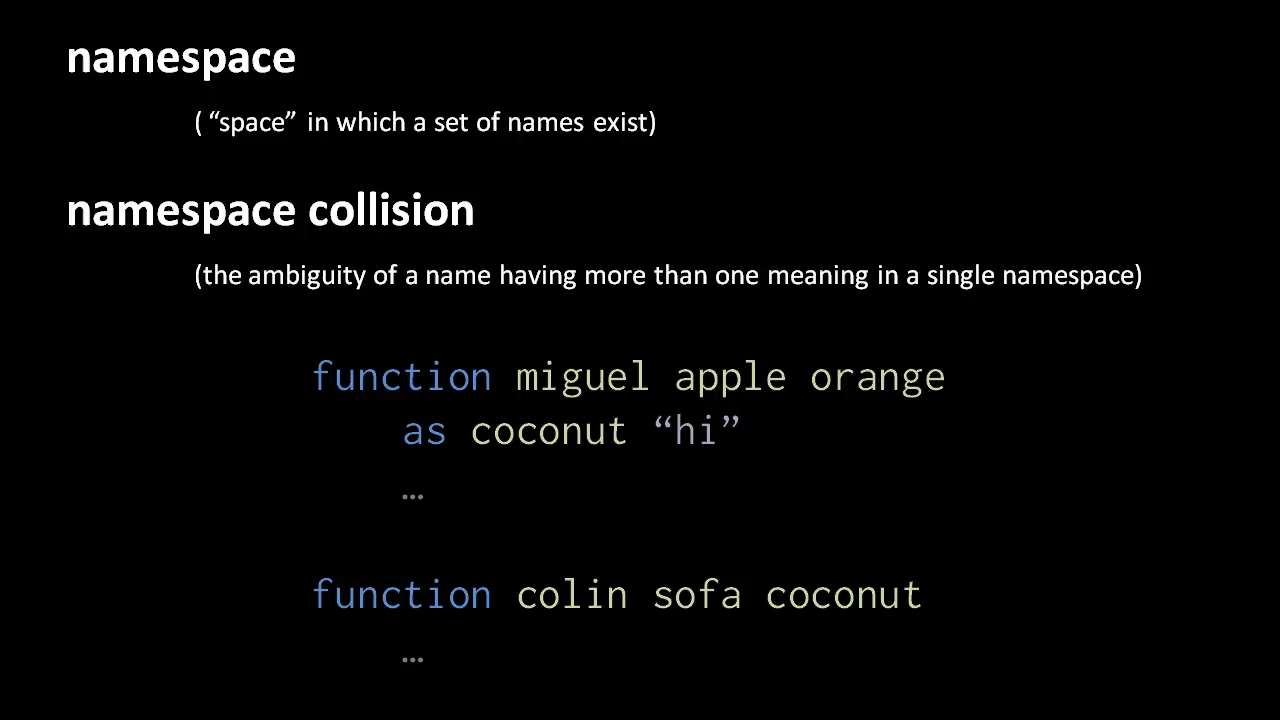 namespace
( “space” in which a set of names exist)
namespace collision
(the ambiguity of a name having more than one meaning in a single namespace)
function miguel apple orange
as coconut “hi”
…
function colin sofa coconut
…